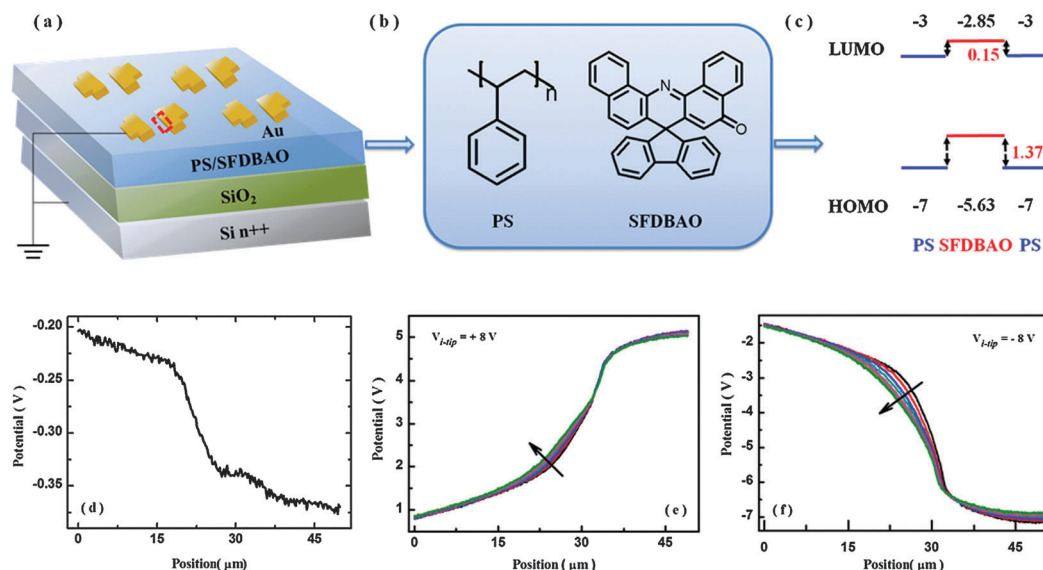 ( a )
Au
PS/SFDBAO
SiO2
Si n++
( b )
n
PS
N
O
SFDBAO
( c )
-3 -2.85 -3
LUMO
0.15
1.37
HOMO
-7 -5.63 -7
PS SFDBAO PS
-0.20
-0.25
-0.30
-0.35
Potential ( V )
( d )
0 15 30 45
Position( μm)
5
4
3
2
1
Potential ( V )
Vi-tip = + 8 V
( e )
0 15 30 45
Position( μm)
-2
-3
-4
-5
-6
-7
Potential ( V )
Vi-tip = - 8 V
( f )
0 15 30 45
Position( μm)